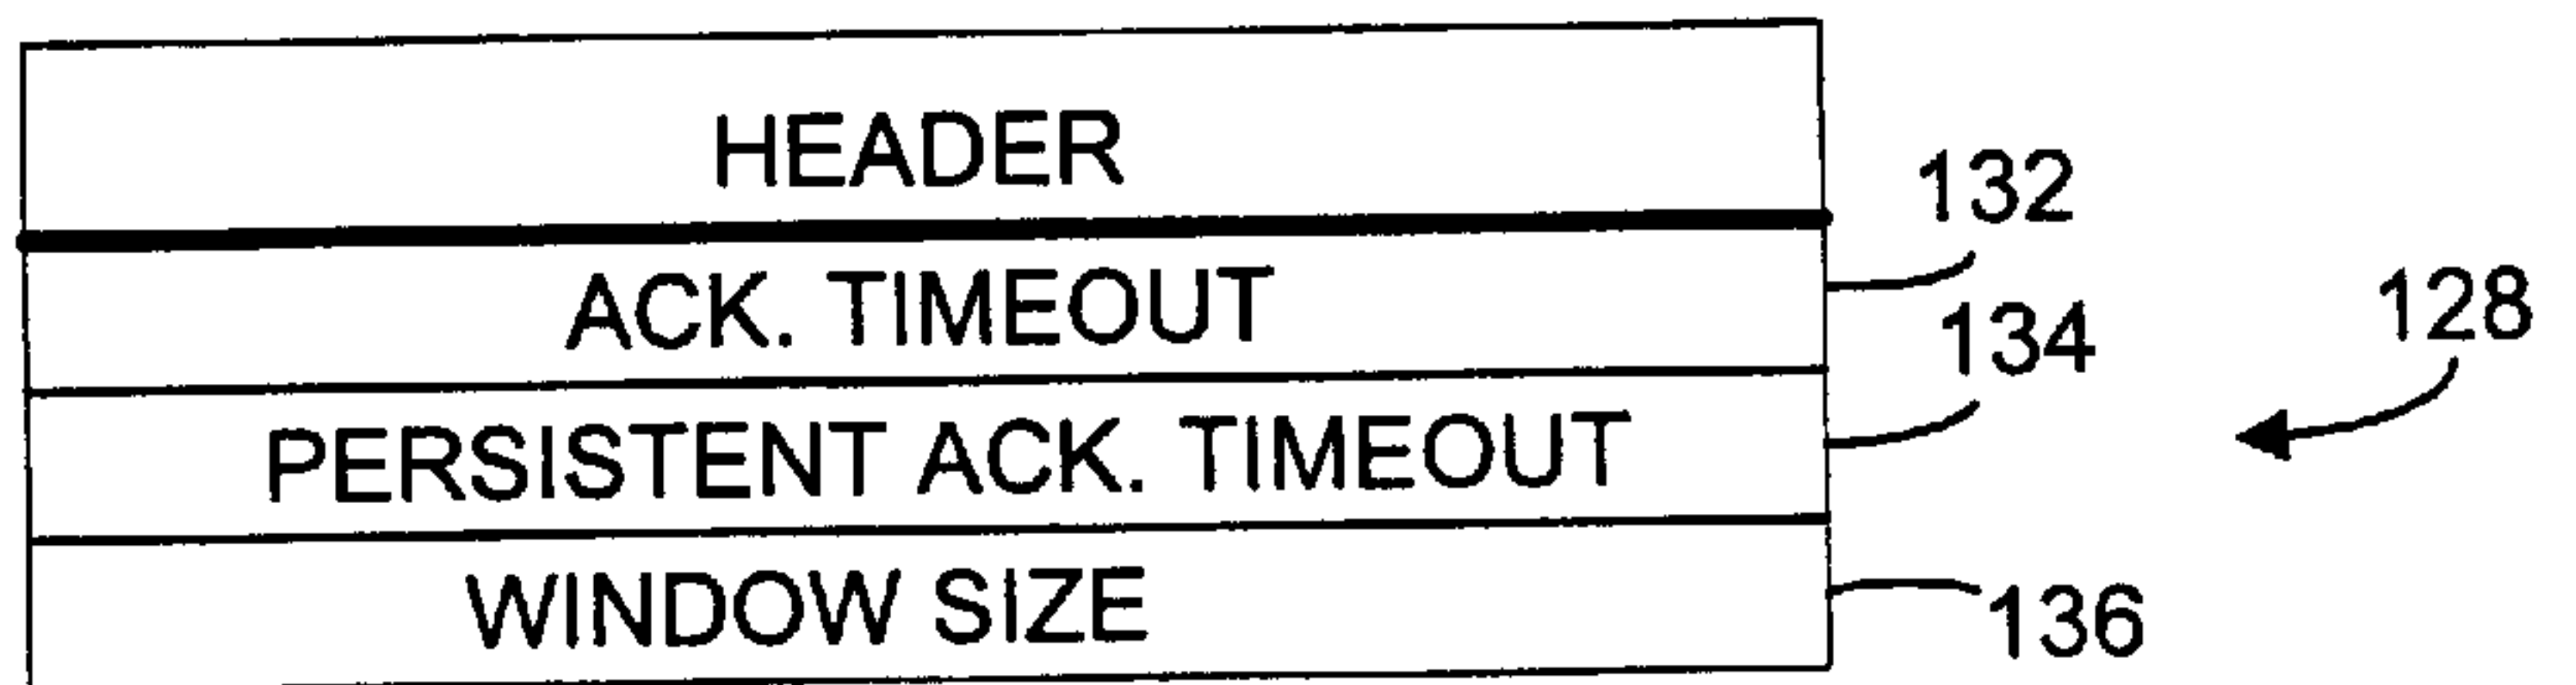 HEADER
132
ACK. TIMEOUT
134
128
PERSISTENT ACK. TIMEOUT
WINDOW SIZE
136